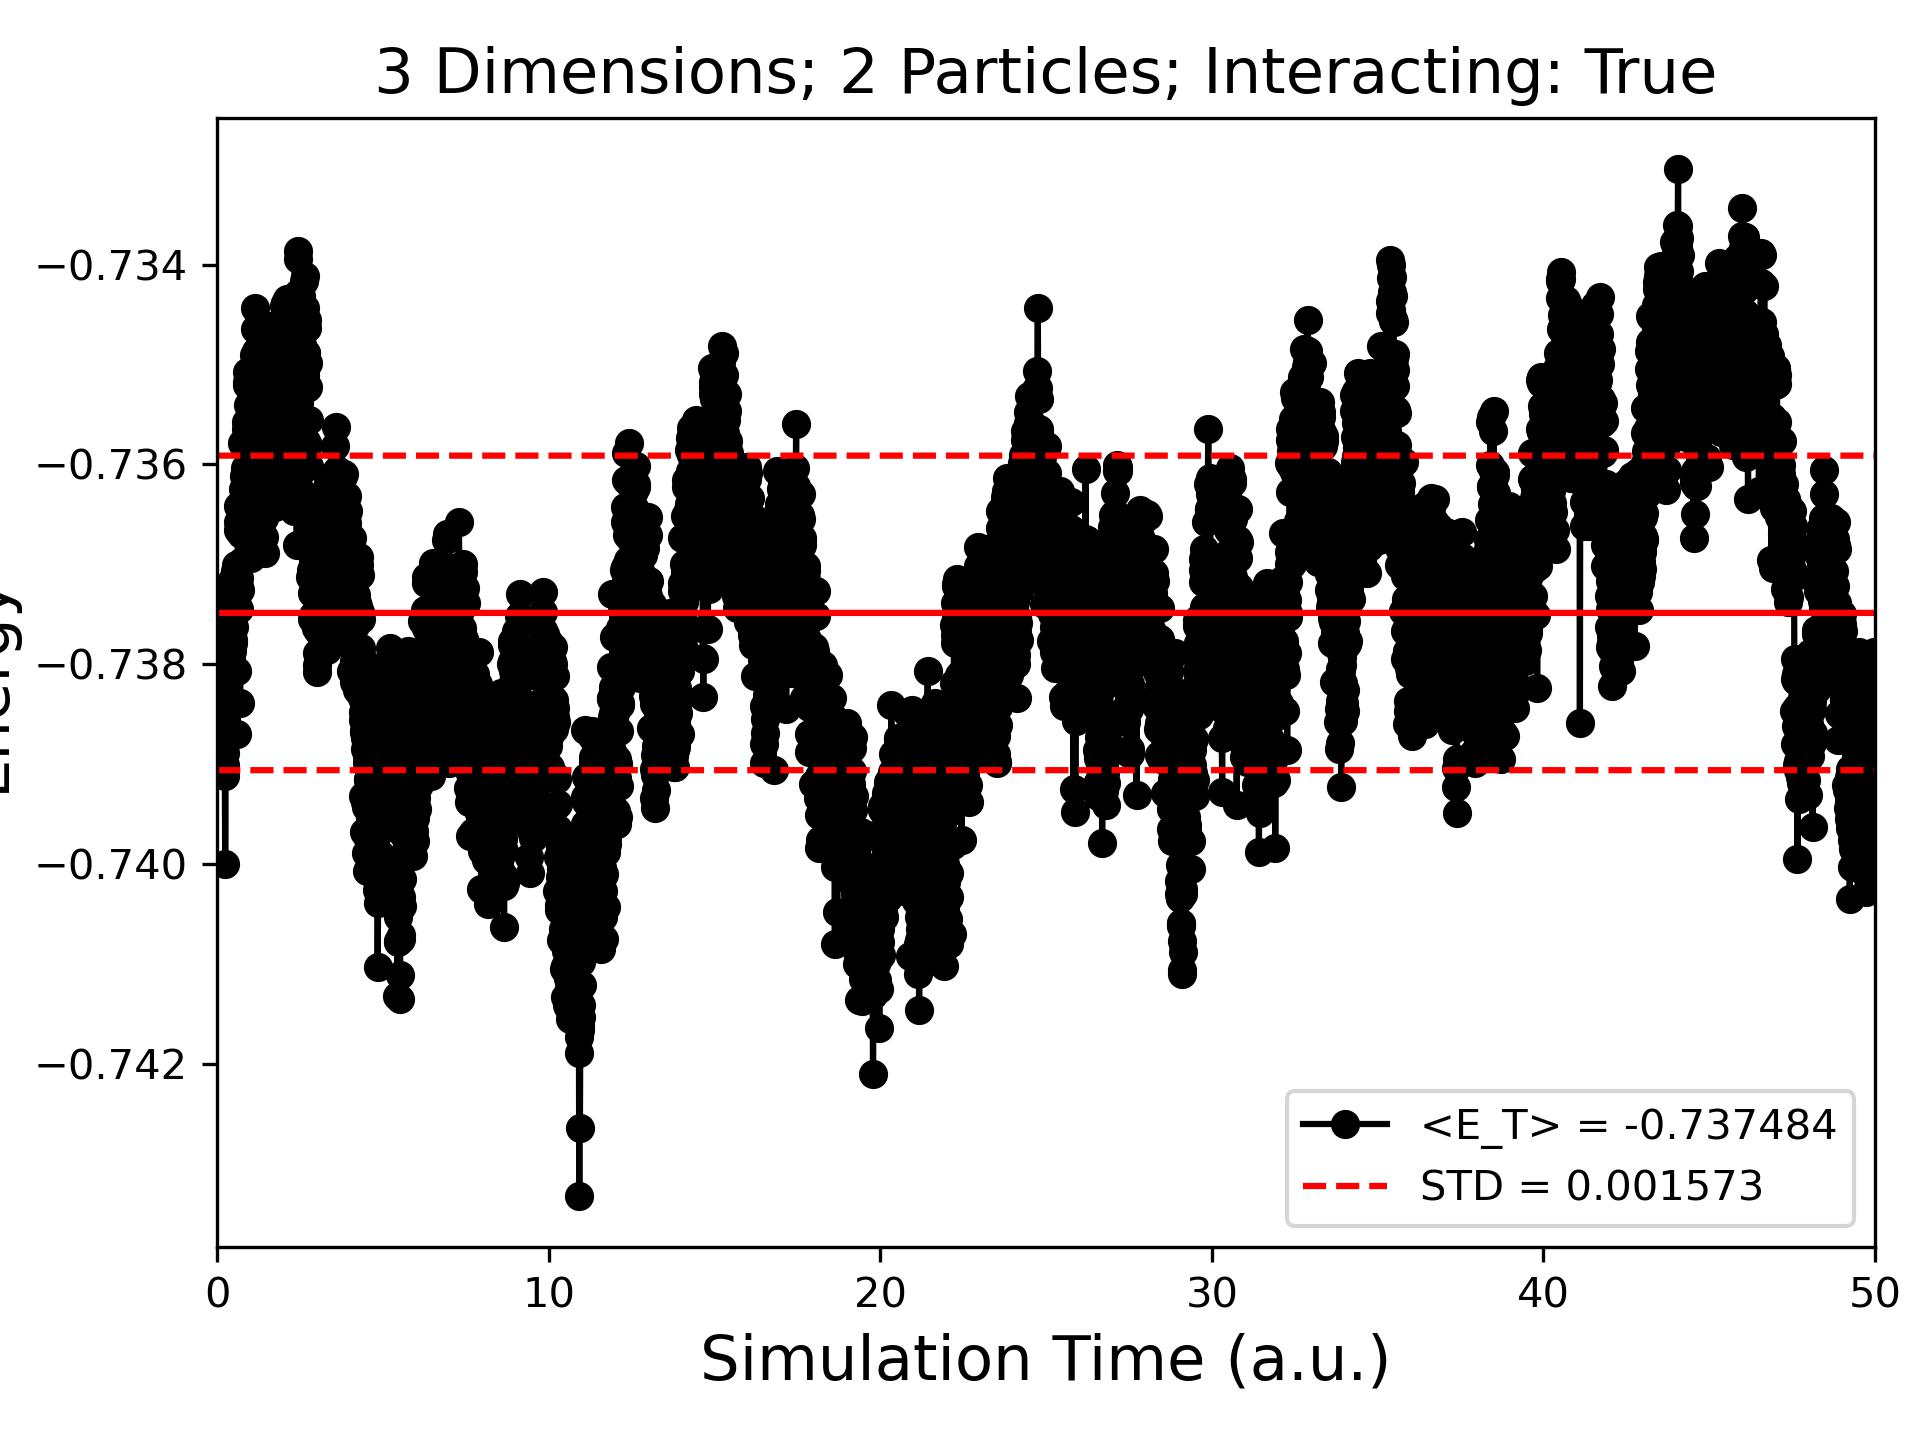 3 Dimensions; 2 Particles; Interacting: True
Energy
−0.734
−0.736
−0.738
−0.740
−0.742
0
10
20
30
40
50
Simulation Time (a.u.)
<E_T> = -0.737484
STD = 0.001573